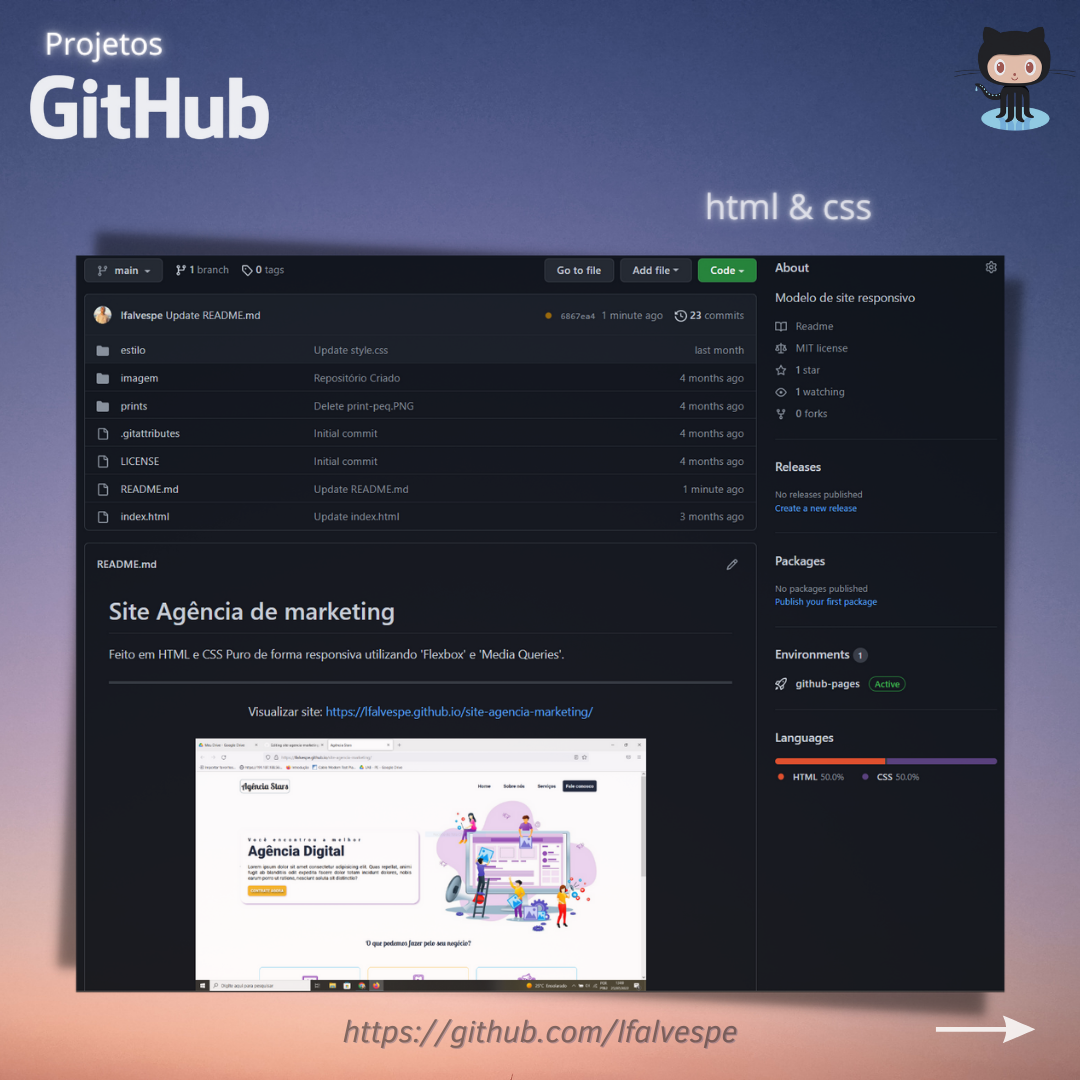 Projetos
GitHub
html & css
main
1 branch
0 tags
Go to file
Add file
Code
lfalvespe Update README.md
6867ea4 1 minute ago
23 commits
estilo Update style.css last month
imagem Repositório Criado 4 months ago
prints Delete print-peq.PNG 4 months ago
.gitattributes Initial commit 4 months ago
LICENSE Initial commit 4 months ago
README.md Update README.md 1 minute ago
index.html Update index.html 3 months ago
About
Modelo de site responsivo
Readme
MIT license
1 star
1 watching
0 forks
Releases
No releases published
Create a new release
Packages
No packages published
Publish your first package
Environments 1
github-pages Active
Languages
HTML 50.0% CSS 50.0%
README.md
Site Agência de marketing
Feito em HTML e CSS Puro de forma responsiva utilizando 'Flexbox' e 'Media Queries'.
Visualizar site: https://lfalvespe.github.io/site-agencia-marketing/
Agência Stars
Home Sobre nós Serviços Fale conosco
Você encontrou a melhor
Agência Digital
O que podemos fazer pelo seu negócio?
Digite aqui para pesquisar
https://github.com/lfalvespe